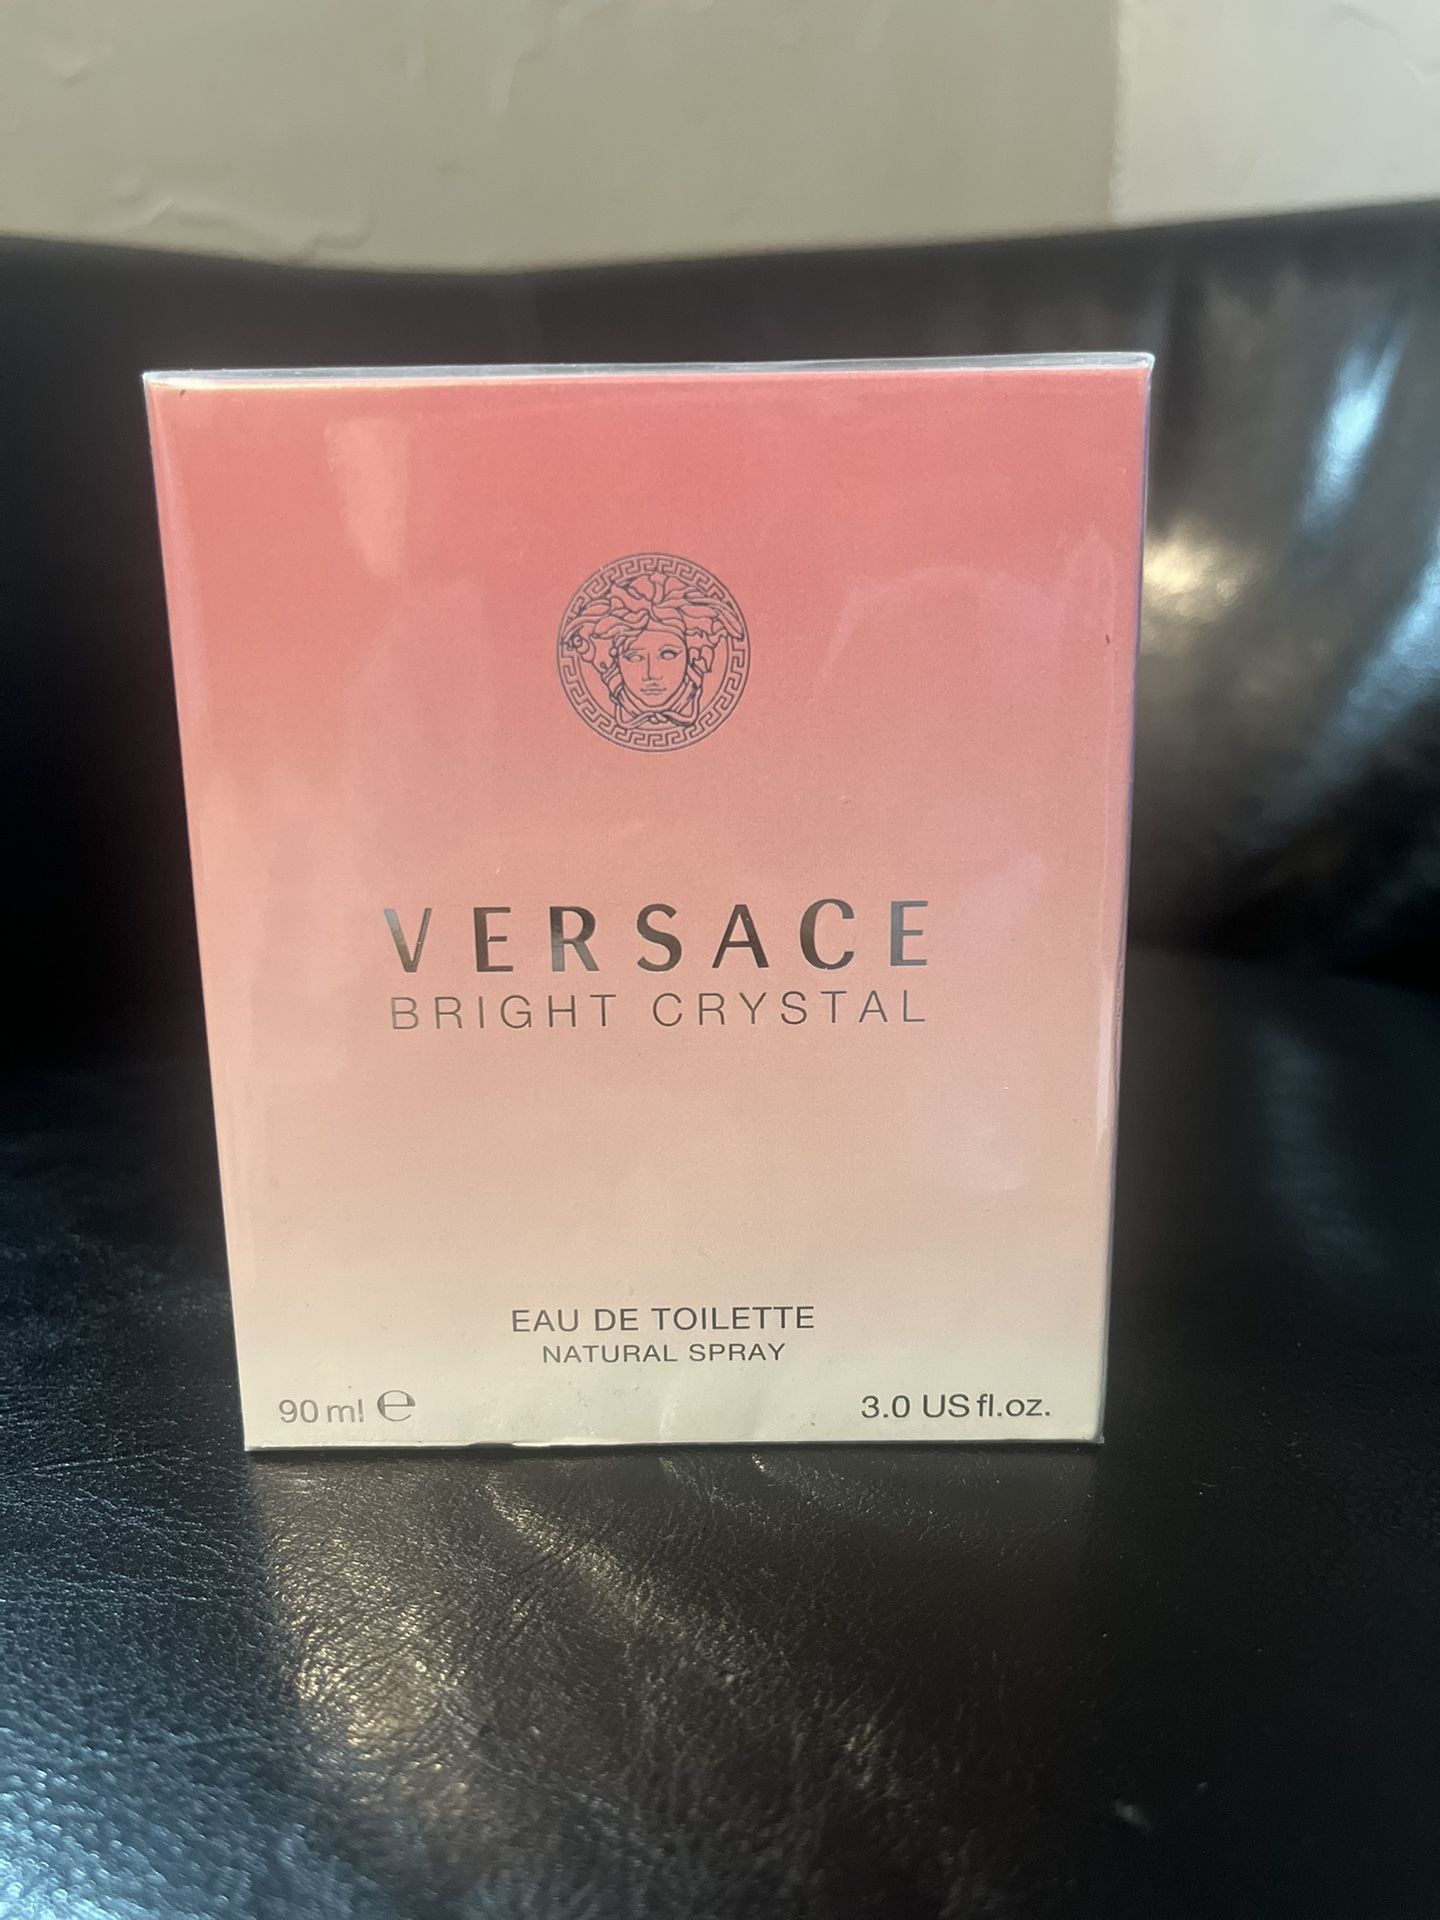 VERSACE
BRIGHT CRYSTAL
EAU DE TOILETTE
NATURAL SPRAY
90 ml ℮
3.0 US fl.oz.